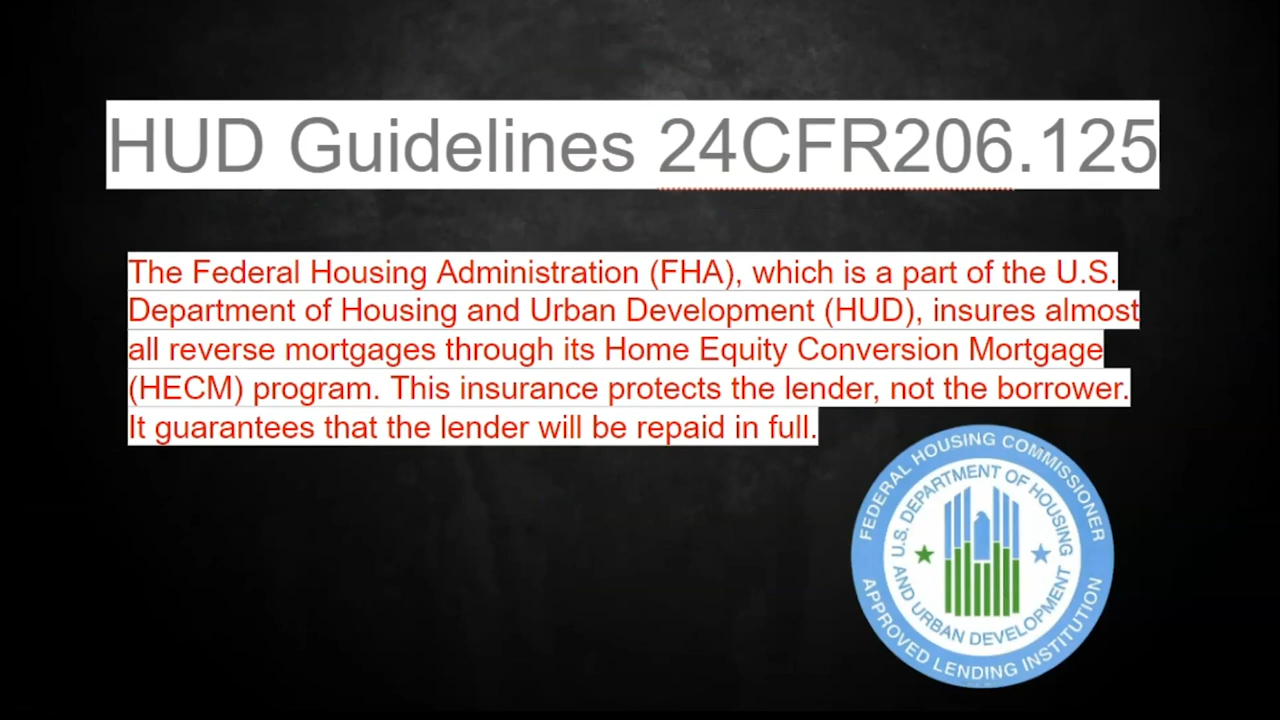 HUD Guidelines 24CFR206.125
The Federal Housing Administration (FHA), which is a part of the U.S.
Department of Housing and Urban Development (HUD), insures almost
all reverse mortgages through its Home Equity Conversion Mortgage
(HECM) program. This insurance protects the lender, not the borrower.
It guarantees that the lender will be repaid in full.
FEDERAL HOUSING COMMISSIONER
U.S. DEPARTMENT OF HOUSING
AND URBAN DEVELOPMENT
APPROVED LENDING INSTITUTION